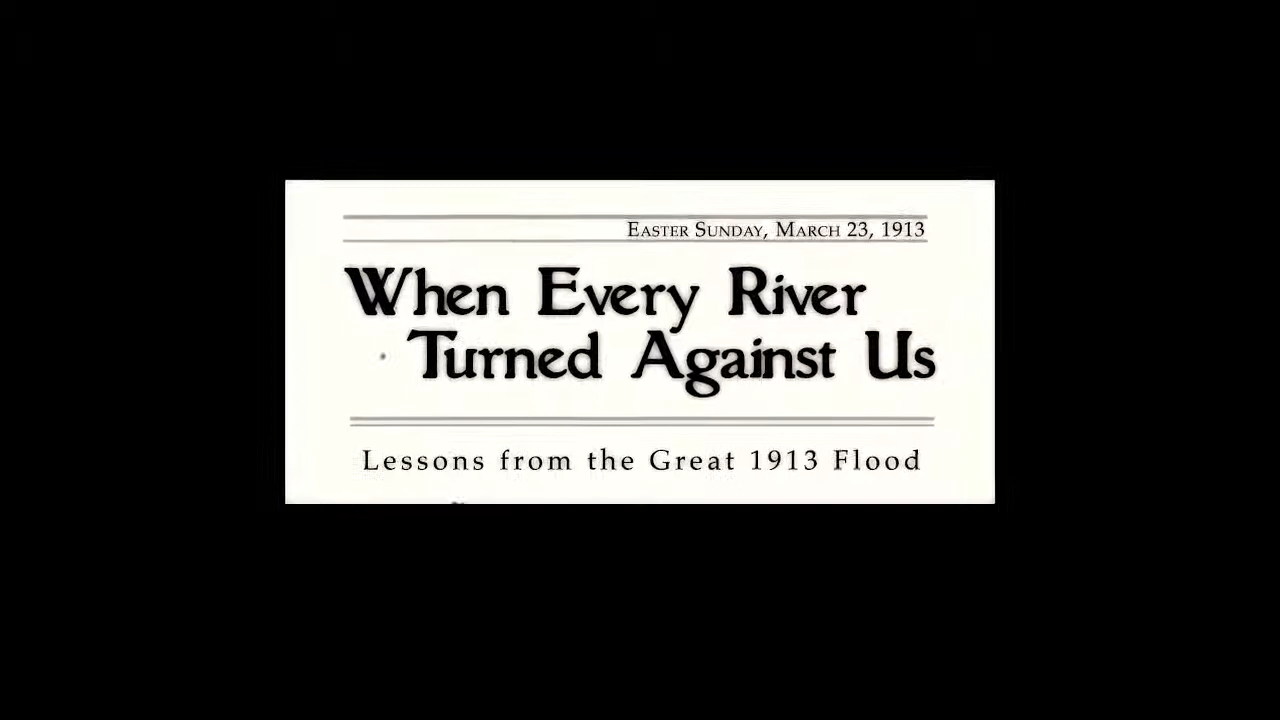 Easter Sunday, March 23, 1913
When Every River
Turned Against Us
Lessons from the Great 1913 Flood